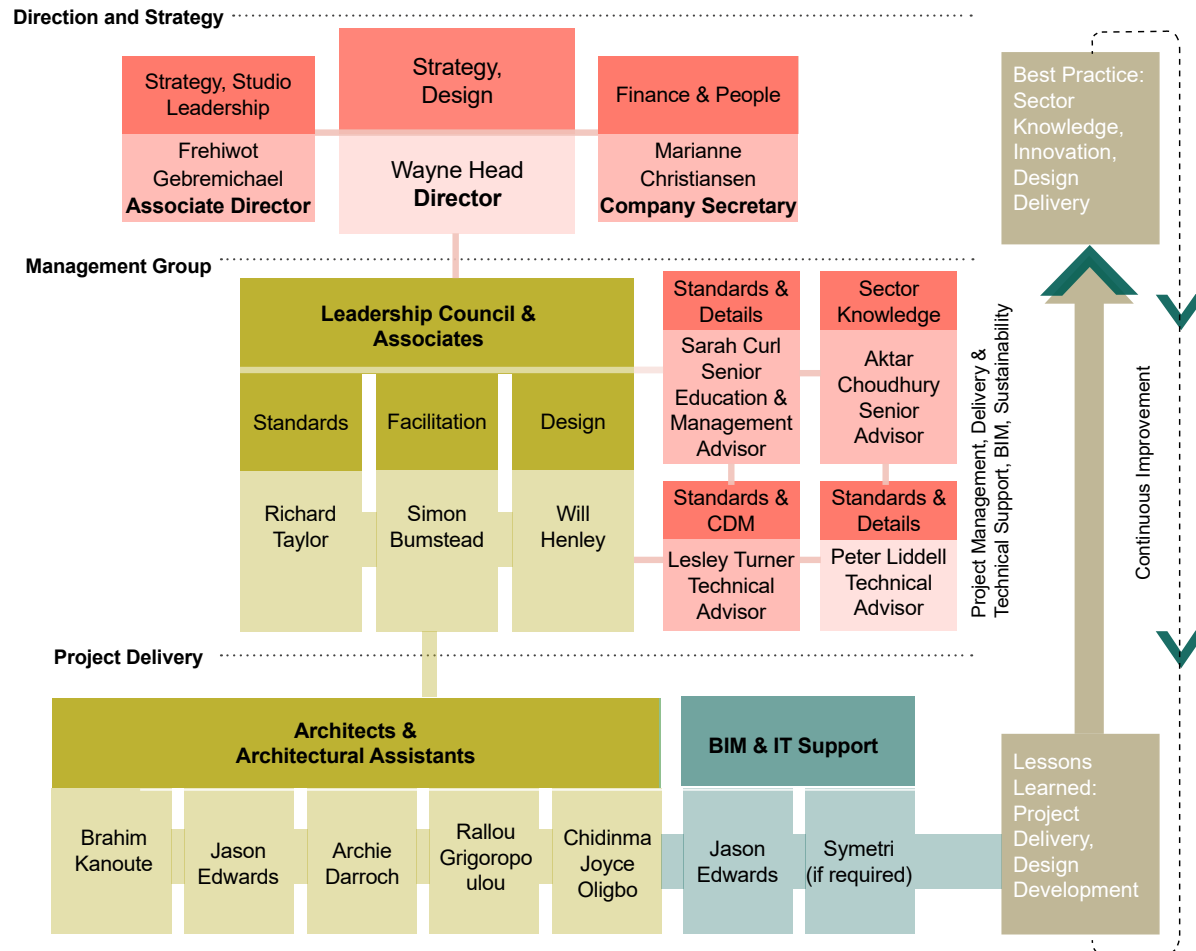 Direction and Strategy
Strategy, Studio
Leadership
Frehiwot
Gebremichael
Associate Director
Strategy,
Design
Wayne Head
Director
Finance & People
Marianne
Christiansen
Company Secretary
Best Practice:
Sector
Knowledge,
Innovation,
Design
Delivery
Management Group
Leadership Council &
Associates
Standards
Richard
Taylor
Facilitation
Simon
Bumstead
Design
Will
Henley
Standards &
Details
Sarah Curl
Senior
Education &
Management
Advisor
Sector
Knowledge
Aktar
Choudhury
Senior
Advisor
Standards &
CDM
Lesley Turner
Technical
Advisor
Standards &
Details
Peter Liddell
Technical
Advisor
Project Management, Delivery &
Technical Support, BIM, Sustainability
Continuous Improvement
Project Delivery
Architects &
Architectural Assistants
Brahim
Kanoute
Jason
Edwards
Archie
Darroch
Rallou
Grigoropo
ulou
Chidinma
Joyce
Oligbo
BIM & IT Support
Jason
Edwards
Symetri
(if required)
Lessons
Learned:
Project
Delivery,
Design
Development